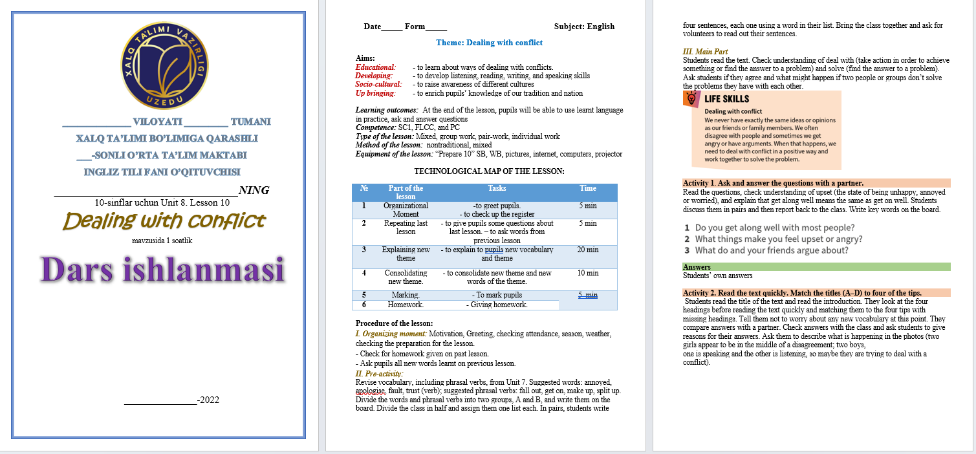 XALQ TALIMI VAZIRLIGI
UZEDU
______________ VILOYATI _________ TUMANI
XALQ TA'LIMI BO'LIMIGA QARASHLI
___-SONLI O'RTA TA'LIM MAKTABI
INGLIZ TILI FANI O'QITUVCHISI
______________________________NING
10-sinflar uchun Unit 8. Lesson 10
Dealing with conflict
mavzusida 1 soatlik
Dars ishlanmasi
_______________-2022
Date_____ Form_____ Subject: English
Theme: Dealing with conflict
Aims:
Educational: - to learn about ways of dealing with conflicts.
Developing: - to develop listening, reading, writing, and speaking skills
Socio-cultural: - to raise awareness of different cultures
Up bringing: - to enrich pupils' knowledge of our tradition and nation
Learning outcomes: At the end of the lesson, pupils will be able to use learnt language
in practice, ask and answer questions
Competence: SC1, FLCC, and PC
Type of the lesson: Mixed, group work, pair-work, individual work
Method of the lesson: nontraditional, mixed
Equipment of the lesson: "Prepare 10" SB, WB, pictures, internet, computers, projector
TECHNOLOGICAL MAP OF THE LESSON:
№ Part of the lesson Tasks Time
1 Organizational Moment -to greet pupils. - to check up the register 5 min
2 Repeating last lesson - to give pupils some questions about last lesson. – to ask words from previous lesson 5 min
3 Explaining new theme - to explain to pupils new vocabulary and theme 20 min
4 Consolidating new theme. - to consolidate new theme and new words of the theme. 10 min
5 Marking. - To mark pupils 5 min
6 Homework. - Giving homework.
Procedure of the lesson:
I. Organizing moment: Motivation, Greeting, checking attendance, season, weather,
checking the preparation for the lesson.
- Check for homework given on past lesson.
- Ask pupils all new words learnt on previous lesson.
II. Pre-activity:
Revise vocabulary, including phrasal verbs, from Unit 7. Suggested words: annoyed,
apologise, fault, trust (verb); suggested phrasal verbs: fall out, get on, make up, split up.
Divide the words and phrasal verbs into two groups, A and B, and write them on the
board. Divide the class in half and assign them one list each. In pairs, students write
four sentences, each one using a word in their list. Bring the class together and ask for
volunteers to read out their sentences.
III. Main Part
Students read the text. Check understanding of deal with (take action in order to achieve
something or find the answer to a problem) and solve (find the answer to a problem).
Ask students if they agree and what might happen if two people or groups don't solve
the problems they have with each other.
LIFE SKILLS
Dealing with conflict
We never have exactly the same ideas or opinions
as our friends or family members. We often
disagree with people and sometimes we get
angry or have arguments. When that happens, we
need to deal with conflict in a positive way and
work together to solve the problem.
Activity 1. Ask and answer the questions with a partner.
Read the questions, check understanding of upset (the state of being unhappy, annoyed
or worried), and explain that get along well means the same as get on well. Students
discuss them in pairs and then report back to the class. Write key words on the board.
1 Do you get along well with most people?
2 What things make you feel upset or angry?
3 What do and your friends argue about?
Answers
Students' own answers
Activity 2. Read the text quickly. Match the titles (A–D) to four of the tips.
Students read the title of the text and read the introduction. They look at the four
headings before reading the text quickly and matching them to the four tips with
missing headings. Tell them not to worry about any new vocabulary at this point. They
compare answers with a partner. Check answers with the class and ask students to give
reasons for their answers. Ask them to describe what is happening in the photos (two
girls appear to be in the middle of a disagreement; two boys,
one is speaking and the other is listening, so maybe they are trying to deal with a
conflict).